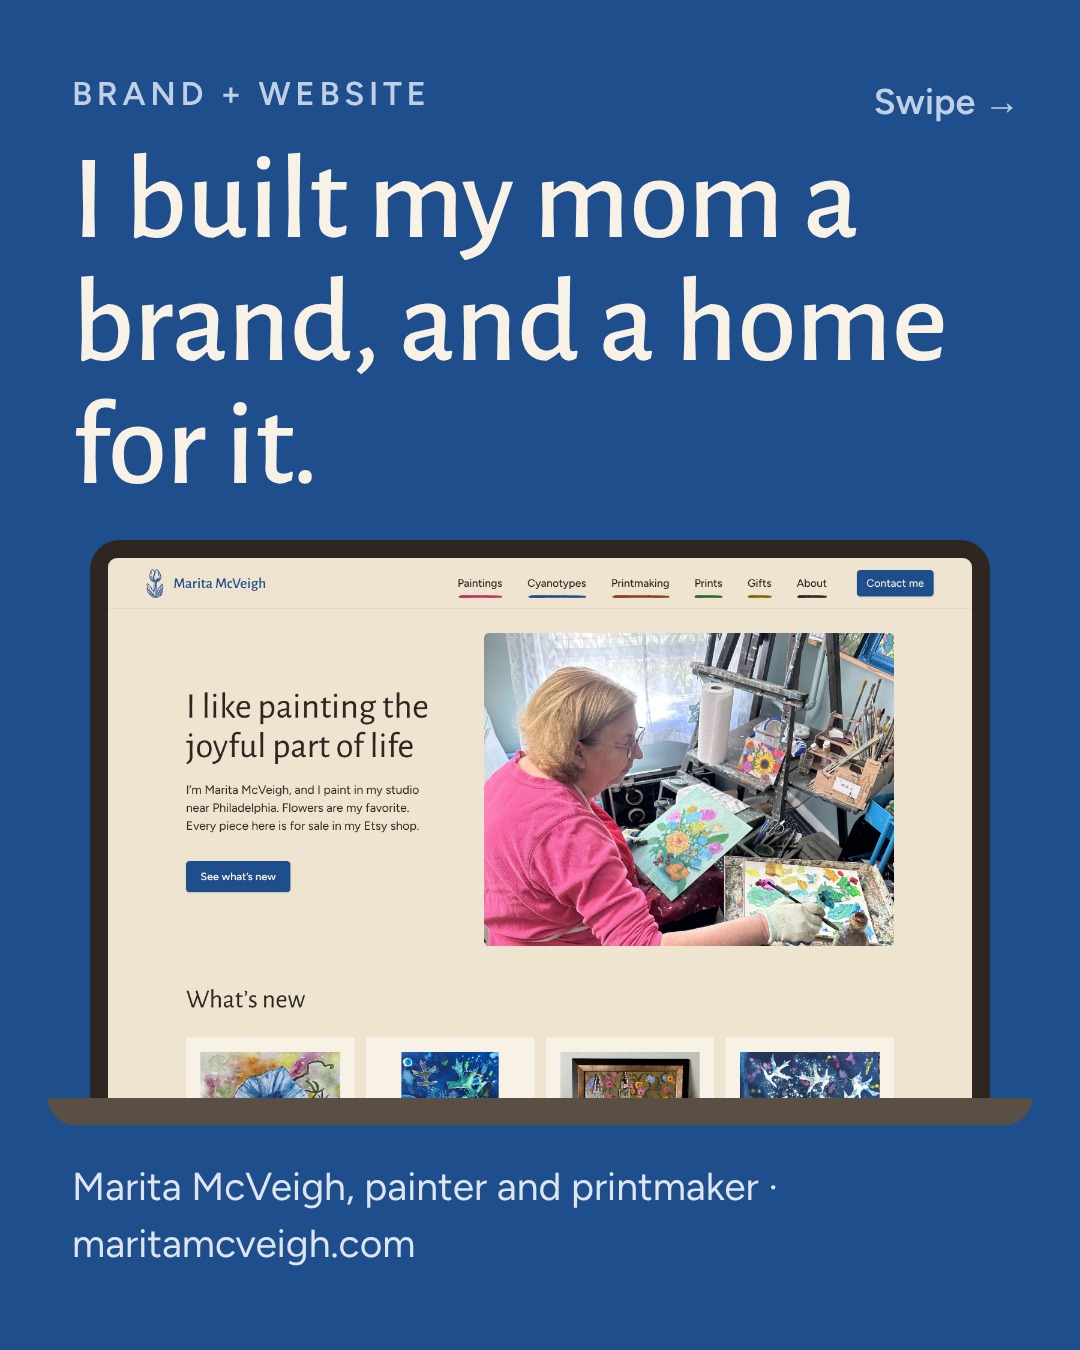 BRAND + WEBSITE
Swipe →
I built my mom a
brand, and a home
for it.
Marita McVeigh
Paintings
Cyanotypes
Printmaking
Prints
Gifts
About
Contact me
I like painting the
joyful part of life
I'm Marita McVeigh, and I paint in my studio
near Philadelphia. Flowers are my favorite.
Every piece here is for sale in my Etsy shop.
See what's new
What's new
Marita McVeigh, painter and printmaker ·
maritamcveigh.com